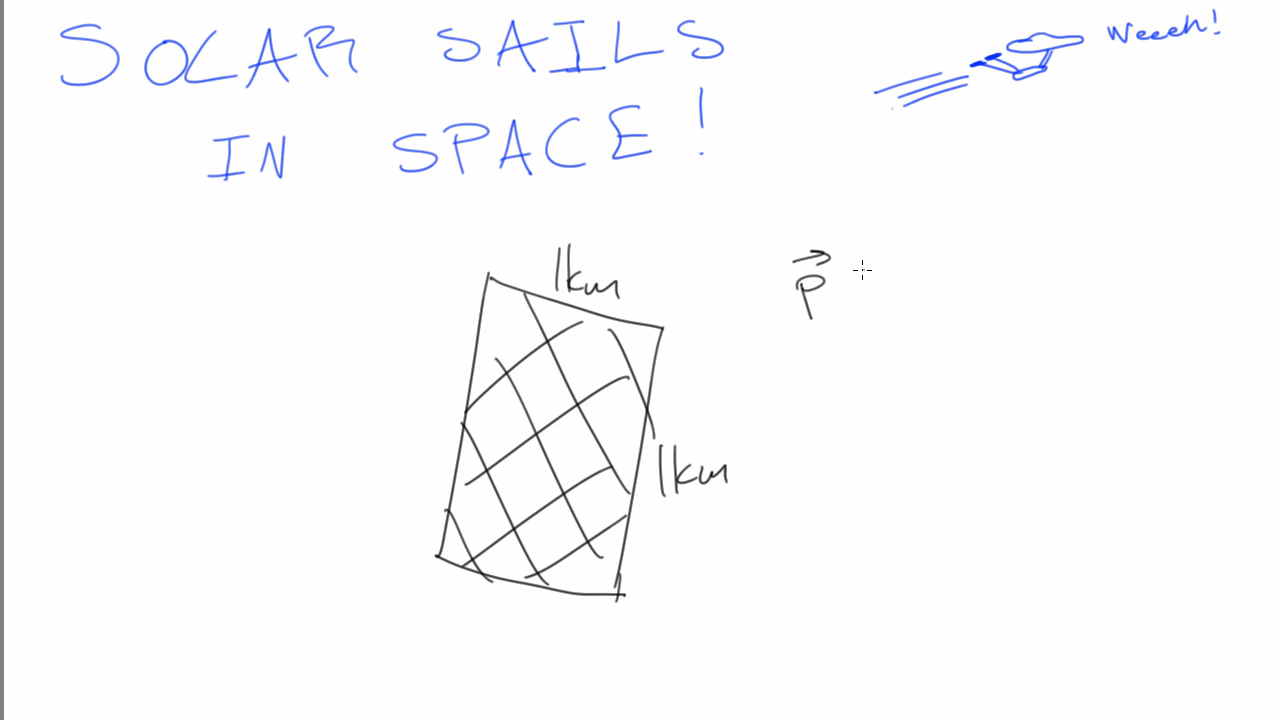 SOLAR SAILS
IN SPACE!
Weeeh!
1km
p⃗
1km